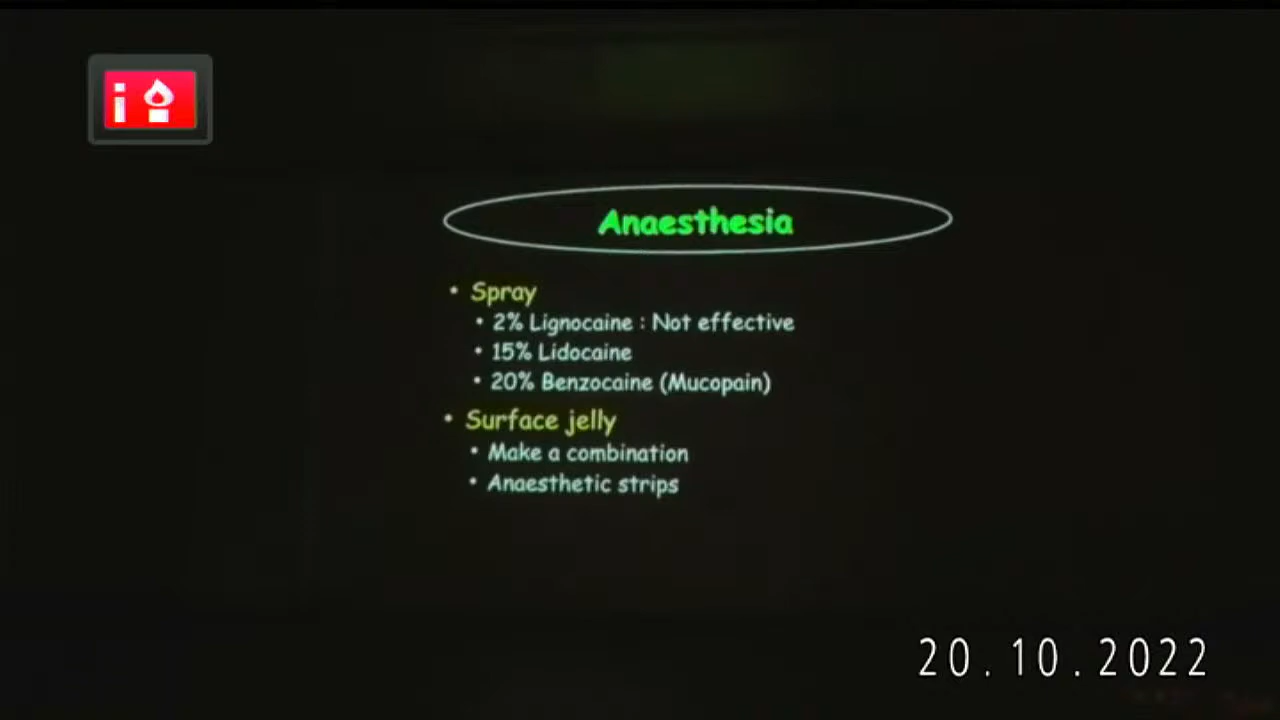 Anaesthesia
• Spray
• 2% Lignocaine : Not effective
• 15% Lidocaine
• 20% Benzocaine (Mucopain)
• Surface jelly
• Make a combination
• Anaesthetic strips
20.10.2022